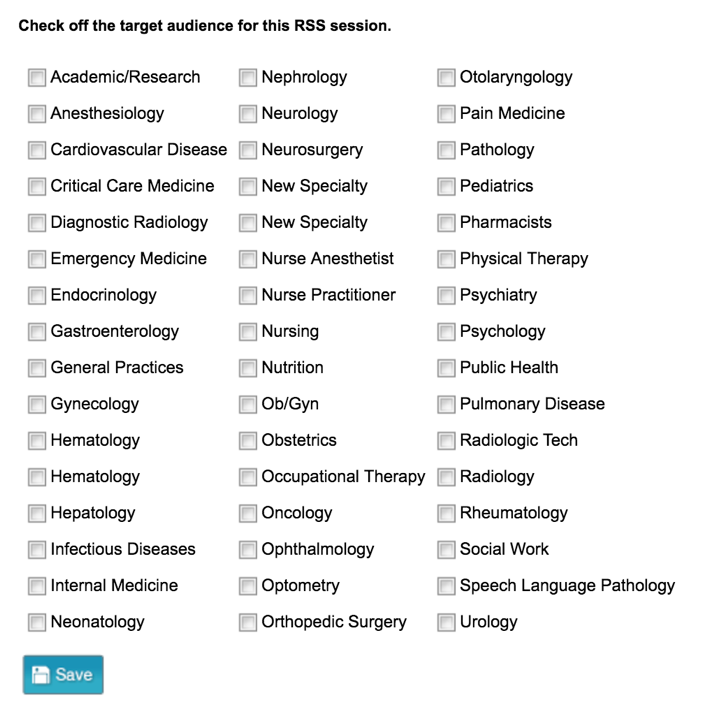 Check off the target audience for this RSS session.
Academic/Research
Anesthesiology
Cardiovascular Disease
Critical Care Medicine
Diagnostic Radiology
Emergency Medicine
Endocrinology
Gastroenterology
General Practices
Gynecology
Hematology
Hematology
Hepatology
Infectious Diseases
Internal Medicine
Neonatology
Nephrology
Neurology
Neurosurgery
New Specialty
New Specialty
Nurse Anesthetist
Nurse Practitioner
Nursing
Nutrition
Ob/Gyn
Obstetrics
Occupational Therapy
Oncology
Ophthalmology
Optometry
Orthopedic Surgery
Otolaryngology
Pain Medicine
Pathology
Pediatrics
Pharmacists
Physical Therapy
Psychiatry
Psychology
Public Health
Pulmonary Disease
Radiologic Tech
Radiology
Rheumatology
Social Work
Speech Language Pathology
Urology
Save